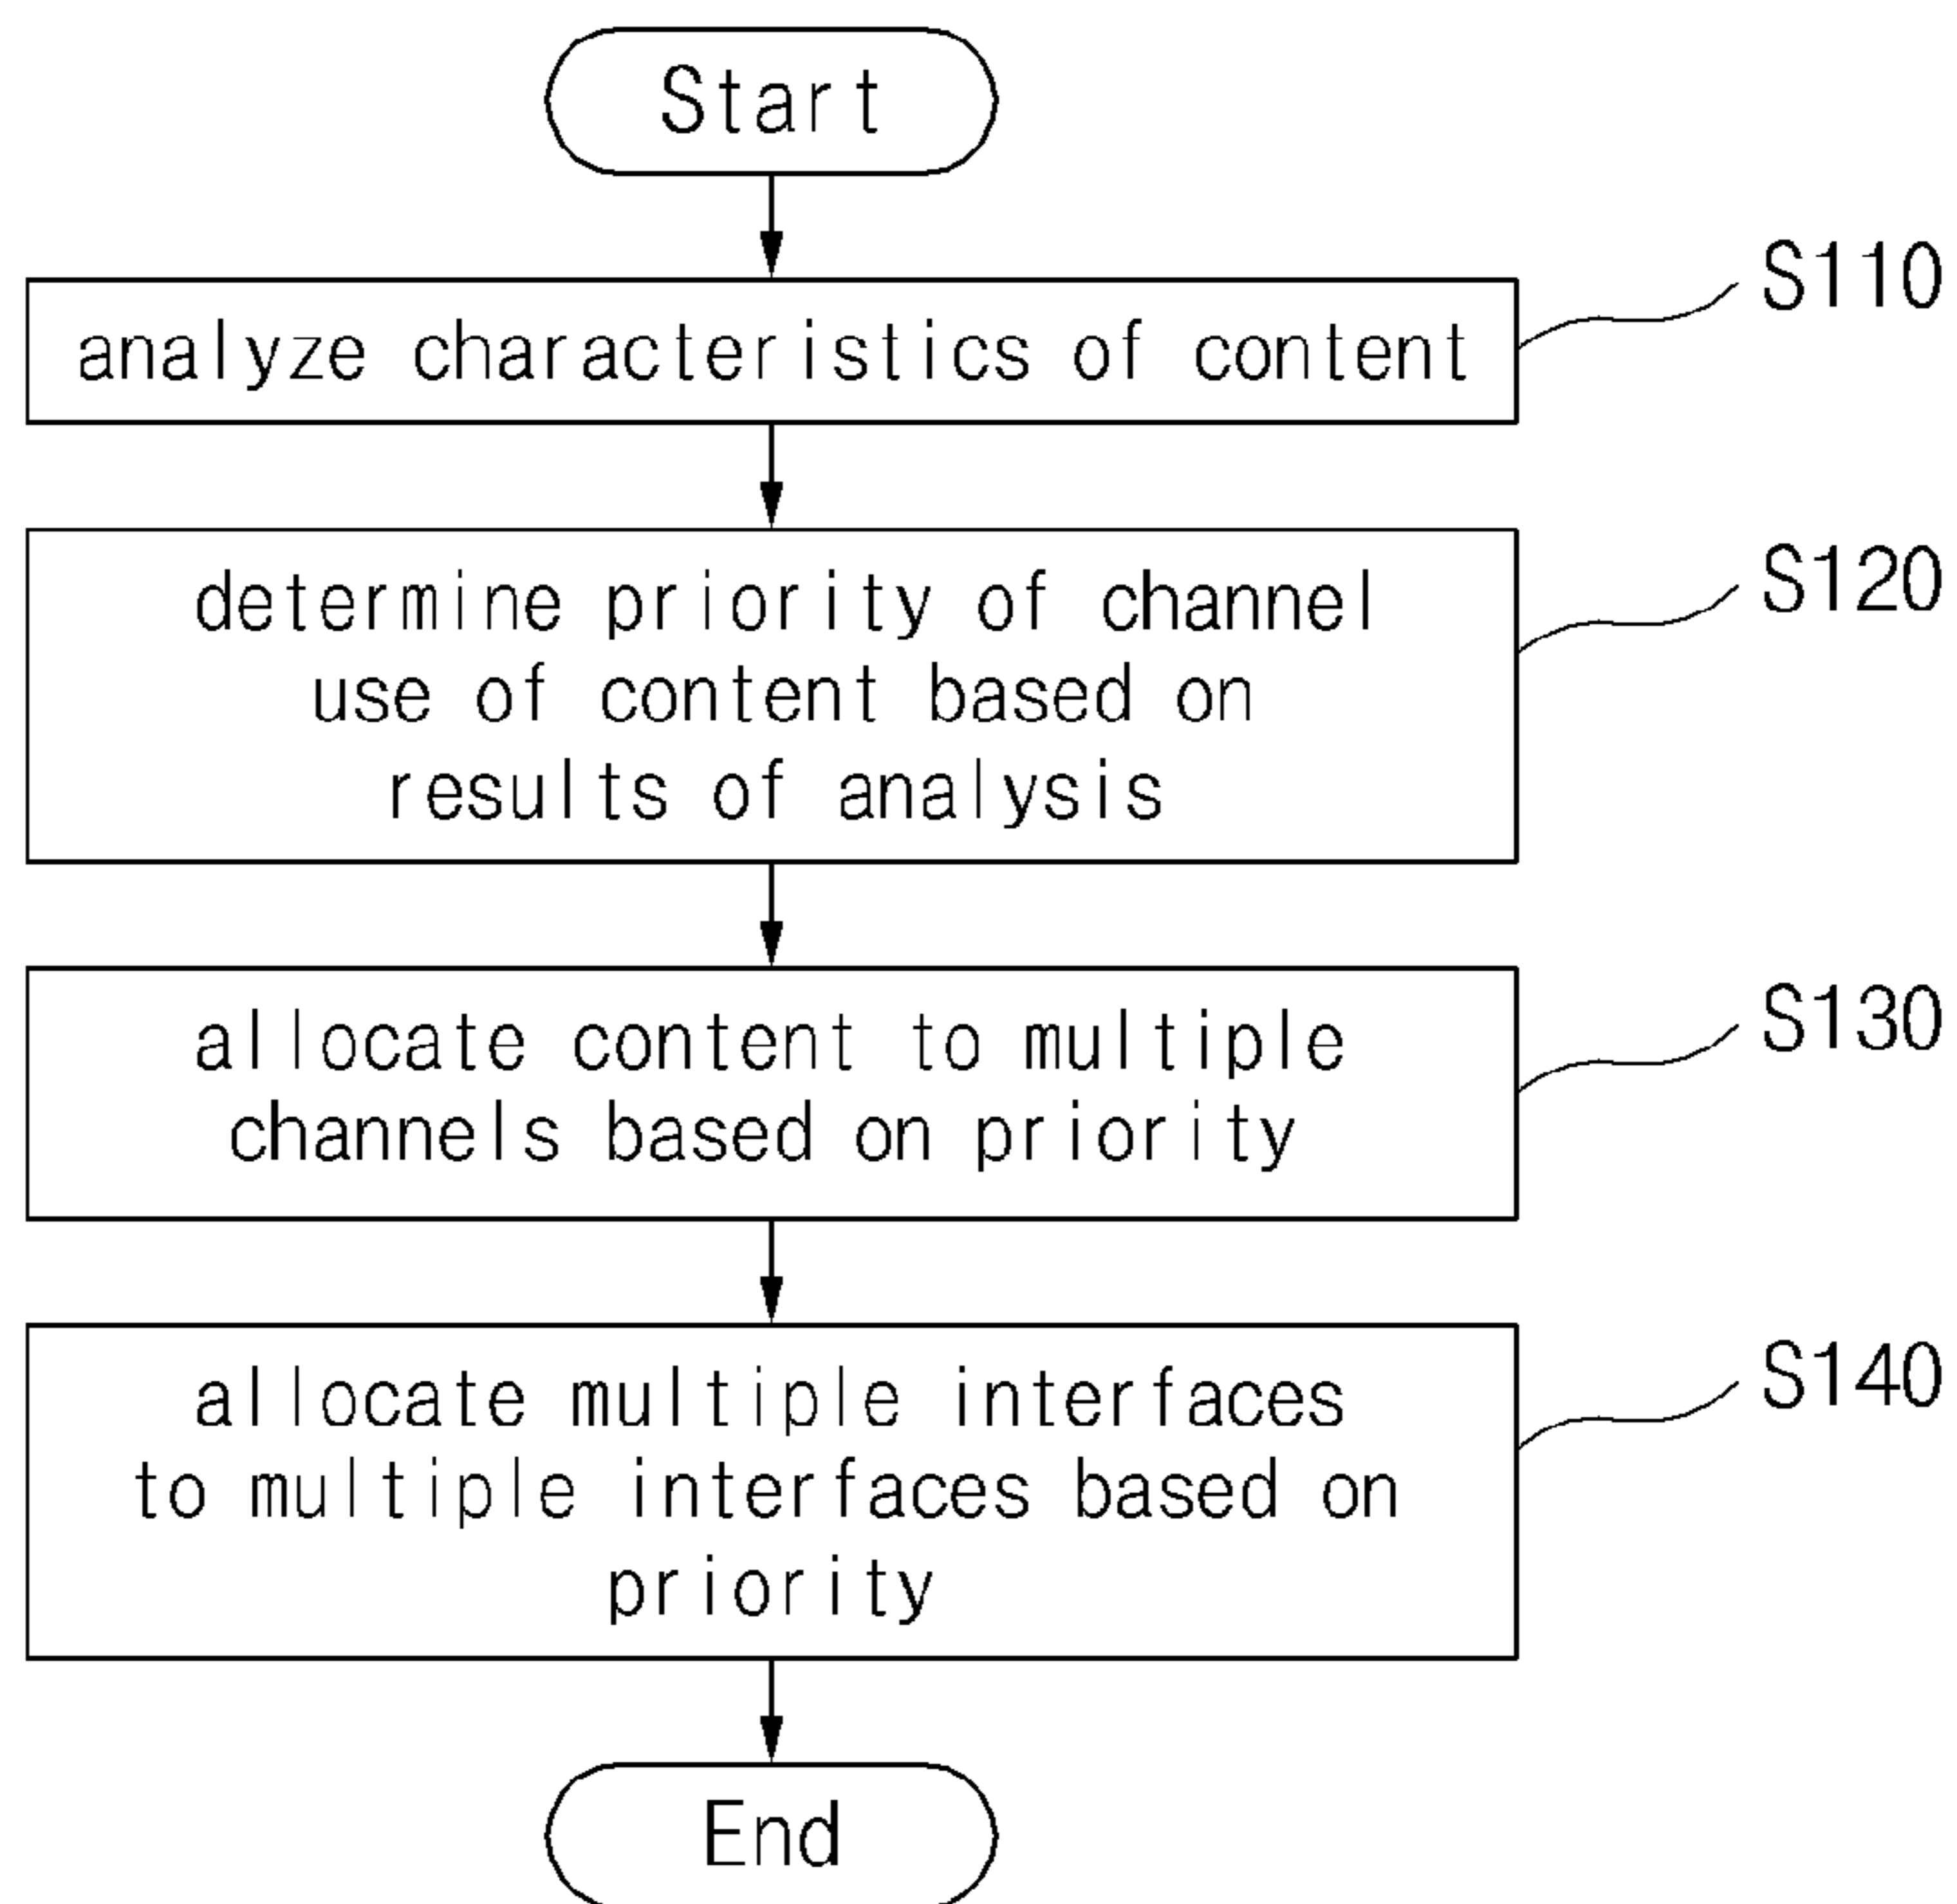 Start
S110
analyze characteristics of content
S120
determine priority of channel
use of content based on
results of analysis
S130
allocate content to multiple
channels based on priority
S140
allocate multiple interfaces
to multiple interfaces based on
priority
End